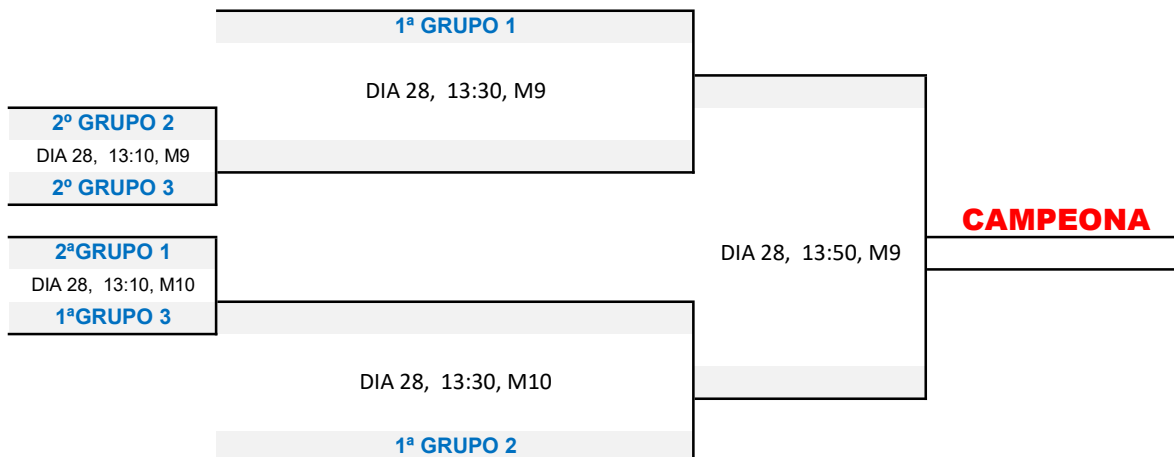 1ª GRUPO 1
DIA 28, 13:30, M9
2º GRUPO 2
DIA 28, 13:10, M9
2º GRUPO 3
CAMPEONA
2ªGRUPO 1
DIA 28, 13:50, M9
DIA 28, 13:10, M10
1ªGRUPO 3
DIA 28, 13:30, M10
1ª GRUPO 2